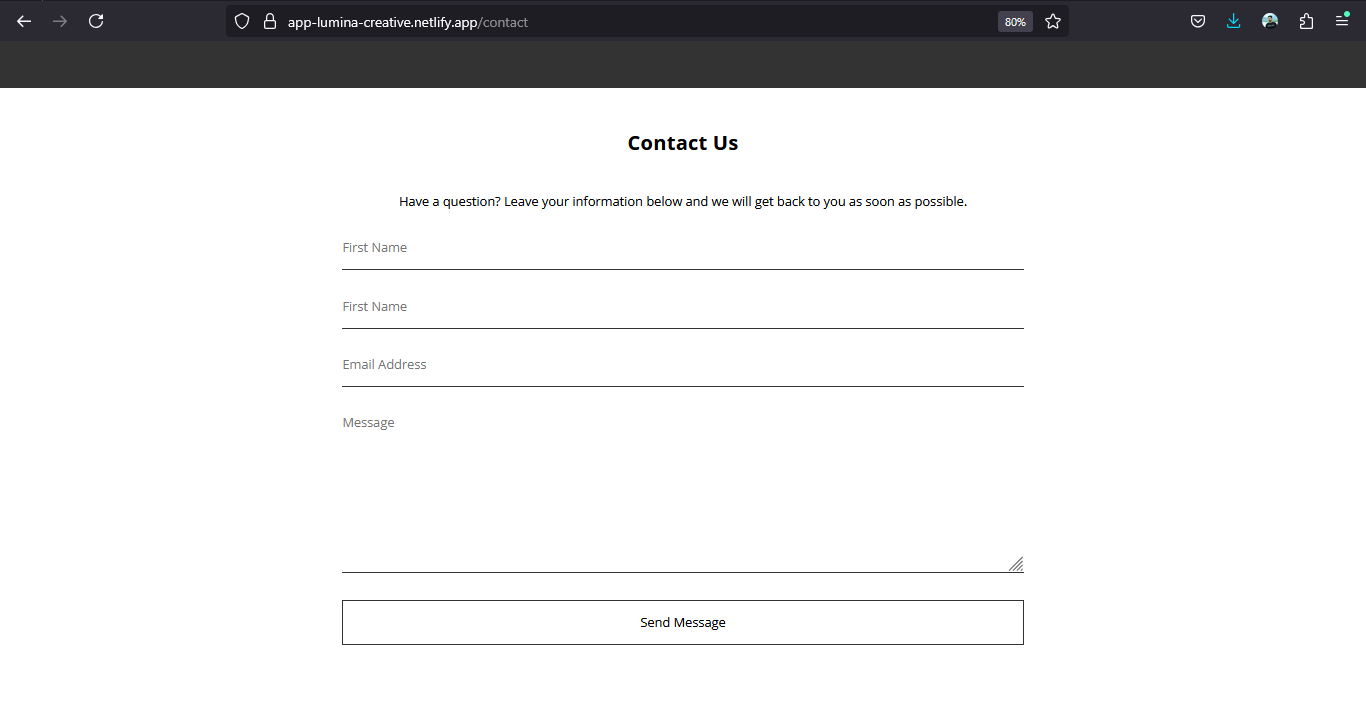 app-lumina-creative.netlify.app/contact 80%
Contact Us
Have a question? Leave your information below and we will get back to you as soon as possible.
First Name
First Name
Email Address
Message
Send Message